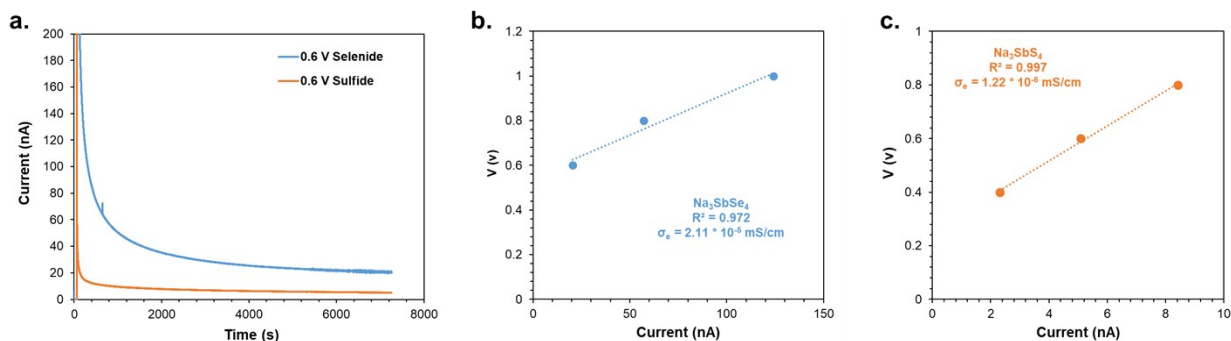 a.
200
180
160
140
120
100
80
60
40
20
0
Current (nA)
0
2000
4000
6000
8000
Time (s)
0.6 V Selenide
0.6 V Sulfide
b.
1.2
1
0.8
0.6
0.4
0.2
0
V (v)
0
50
100
150
Current (nA)
Na₃SbSe₄
R² = 0.972
σₑ = 2.11 * 10⁻⁵ mS/cm
c.
1
0.8
0.6
0.4
0.2
0
V (v)
0
2
4
6
8
10
Current (nA)
Na₃SbS₄
R² = 0.997
σₑ = 1.22 * 10⁻⁶ mS/cm